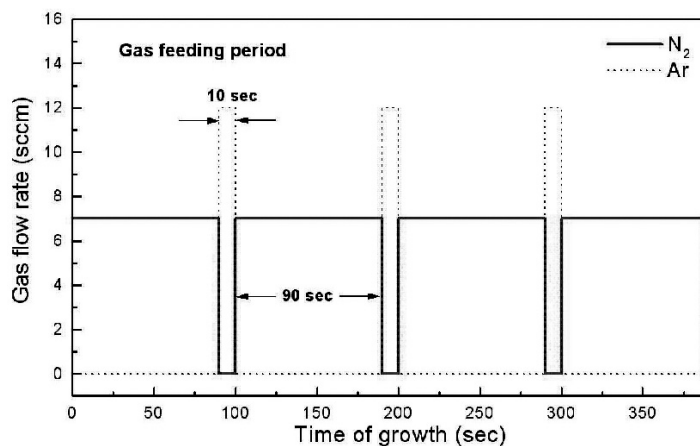 16
14
12
10
8
6
4
2
0
Gas flow rate (sccm)
Gas feeding period
N₂
Ar
10 sec
90 sec
0 50 100 150 200 250 300 350
Time of growth (sec)